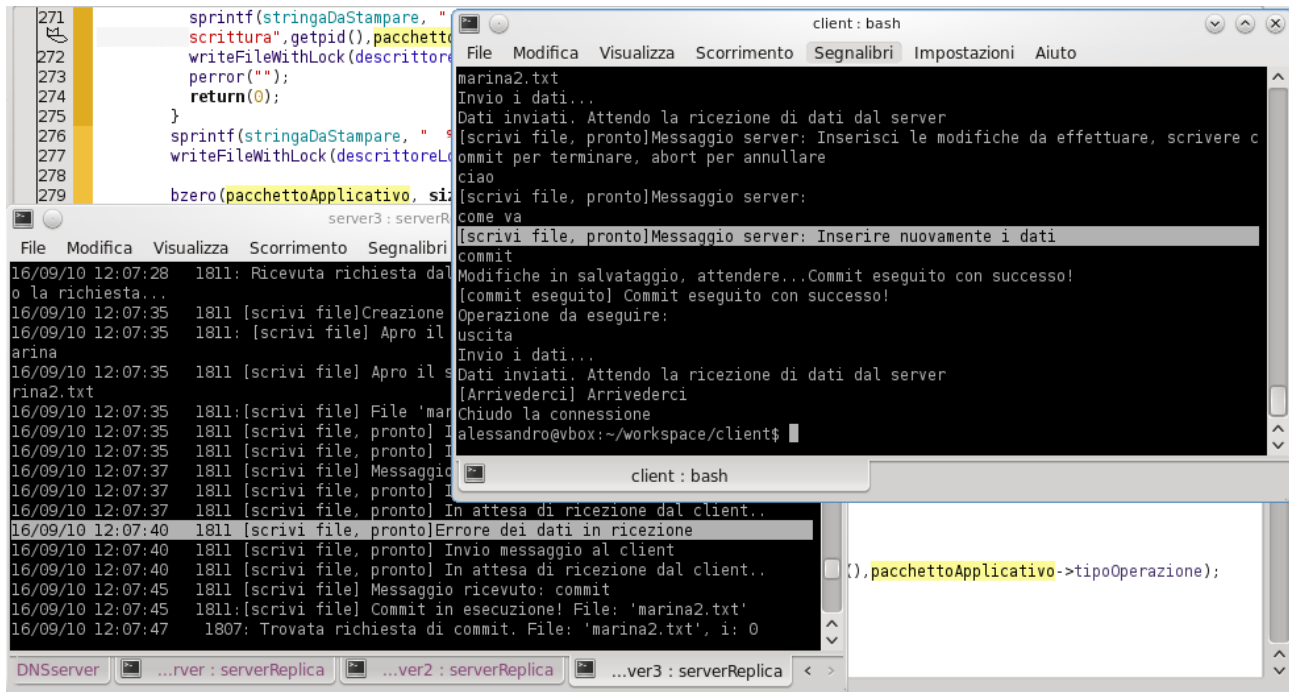 271
sprintf(stringaDaStampare, "
scrittura",getpid(),pacchetto
272
writeFileWithLock(descrittore
273
perror("");
274
return(0);
275
}
276
sprintf(stringaDaStampare, "
277
writeFileWithLock(descrittoreL
278
279
bzero(pacchettoApplicativo, si
client : bash
File Modifica Visualizza Scorrimento Segnalibri Impostazioni Aiuto
marina2.txt
Invio i dati...
Dati inviati. Attendo la ricezione di dati dal server
[scrivi file, pronto]Messaggio server: Inserisci le modifiche da effettuare, scrivere c
ommit per terminare, abort per annullare
ciao
[scrivi file, pronto]Messaggio server:
come va
[scrivi file, pronto]Messaggio server: Inserire nuovamente i dati
commit
Modifiche in salvataggio, attendere...Commit eseguito con successo!
[commit eseguito] Commit eseguito con successo!
Operazione da eseguire:
uscita
Invio i dati...
Dati inviati. Attendo la ricezione di dati dal server
[Arrivederci] Arrivederci
Chiudo la connessione
alessandro@vbox:~/workspace/client$
client : bash
server3 : serverR
File Modifica Visualizza Scorrimento Segnalibri
16/09/10 12:07:28 1811: Ricevuta richiesta dal
o la richiesta...
16/09/10 12:07:35 1811 [scrivi file]Creazione
16/09/10 12:07:35 1811: [scrivi file] Apro il
arina
16/09/10 12:07:35 1811 [scrivi file] Apro il s
rina2.txt
16/09/10 12:07:35 1811:[scrivi file] File 'mar
16/09/10 12:07:35 1811 [scrivi file, pronto] I
16/09/10 12:07:35 1811 [scrivi file, pronto] I
16/09/10 12:07:37 1811 [scrivi file] Messaggio
16/09/10 12:07:37 1811 [scrivi file, pronto] I
16/09/10 12:07:37 1811 [scrivi file, pronto] In attesa di ricezione dal client..
16/09/10 12:07:40 1811 [scrivi file, pronto]Errore dei dati in ricezione
16/09/10 12:07:40 1811 [scrivi file, pronto] Invio messaggio al client
16/09/10 12:07:40 1811 [scrivi file, pronto] In attesa di ricezione dal client..
16/09/10 12:07:45 1811 [scrivi file] Messaggio ricevuto: commit
16/09/10 12:07:45 1811:[scrivi file] Commit in esecuzione! File: 'marina2.txt'
16/09/10 12:07:47 1807: Trovata richiesta di commit. File: 'marina2.txt', i: 0
(),pacchettoApplicativo->tipoOperazione);
DNSserver ...rver : serverReplica ...ver2 : serverReplica ...ver3 : serverReplica